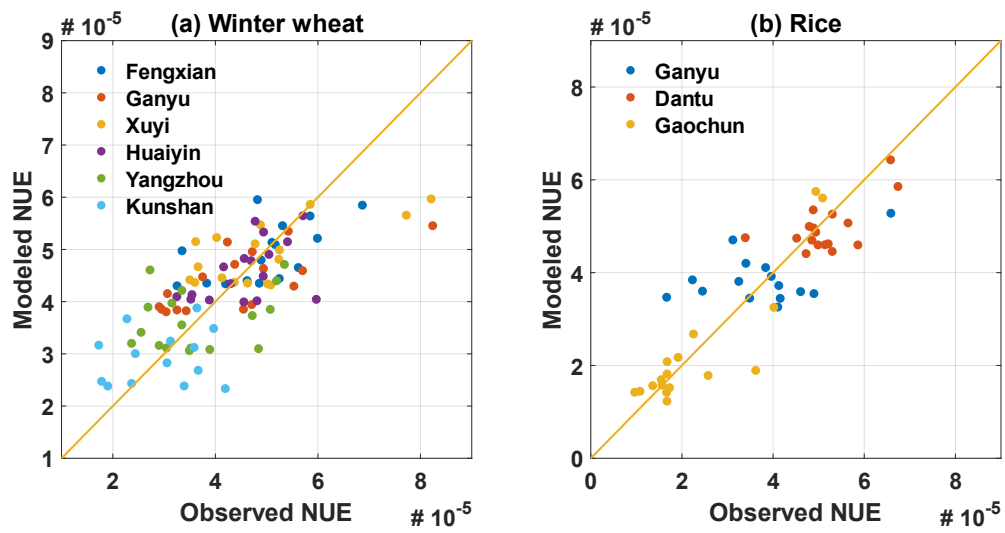 # 10⁻⁵
(a) Winter wheat
9
8
7
6
5
4
3
2
1
Modeled NUE
Fengxian
Ganyu
Xuyi
Huaiyin
Yangzhou
Kunshan
2 4 6 8
Observed NUE
# 10⁻⁵
# 10⁻⁵
(b) Rice
8
6
4
2
0
Modeled NUE
Ganyu
Dantu
Gaochun
0 2 4 6 8
Observed NUE
# 10⁻⁵